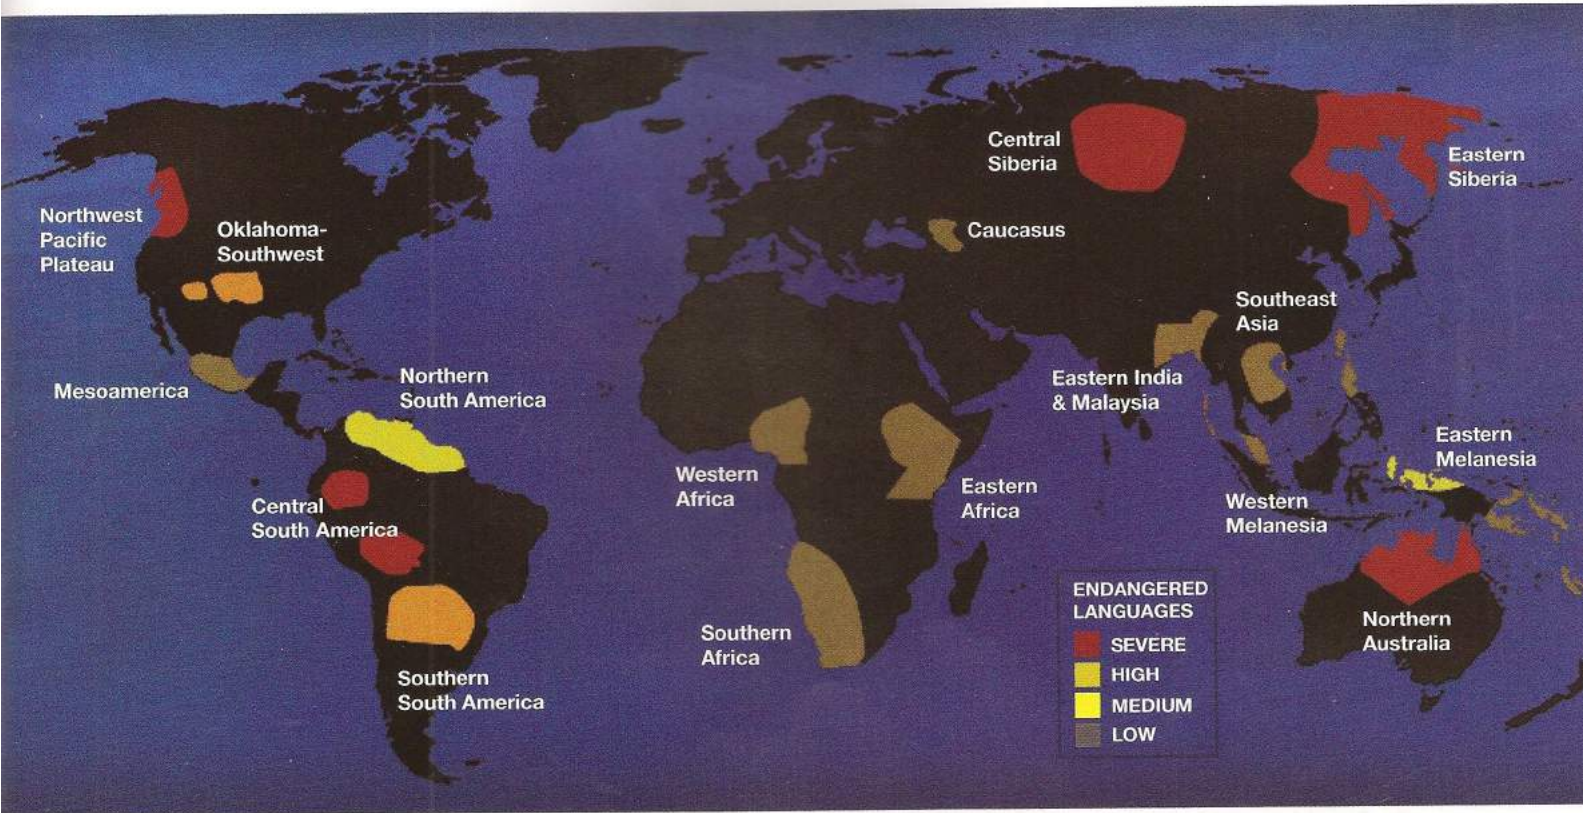 Central
Siberia
Eastern
Siberia
Northwest
Pacific
Plateau
Oklahoma-
Southwest
Caucasus
Southeast
Asia
Mesoamerica
Northern
South America
Eastern India
& Malaysia
Eastern
Melanesia
Western
Africa
Eastern
Africa
Western
Melanesia
Central
South America
Southern
Africa
Northern
Australia
Southern
South America
ENDANGERED
LANGUAGES
SEVERE
HIGH
MEDIUM
LOW